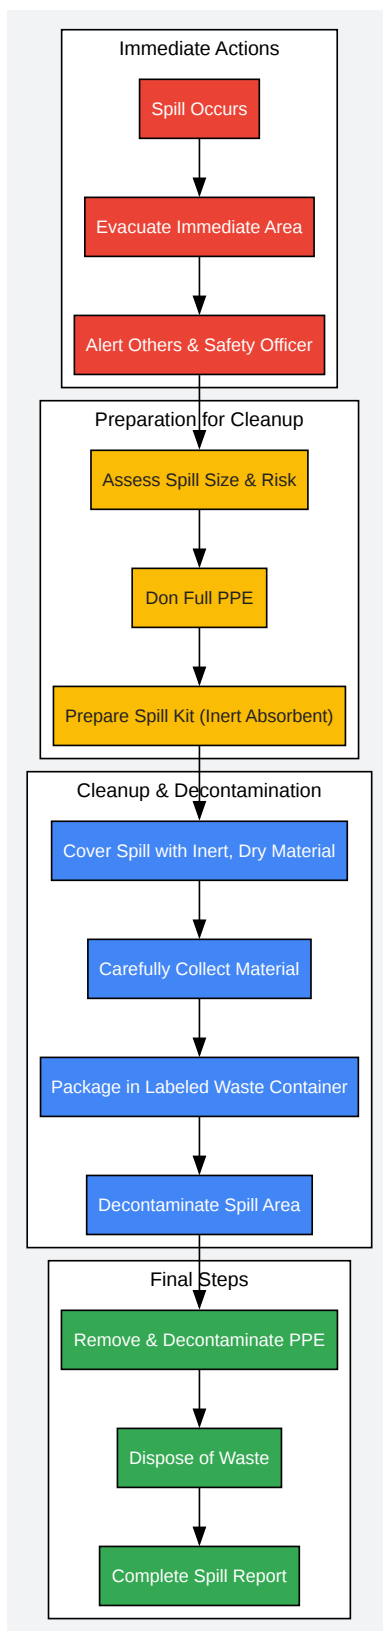 Immediate Actions
Spill Occurs
Evacuate Immediate Area
Alert Others & Safety Officer
Preparation for Cleanup
Assess Spill Size & Risk
Don Full PPE
Prepare Spill Kit (Inert Absorbent)
Cleanup & Decontamination
Cover Spill with Inert, Dry Material
Carefully Collect Material
Package in Labeled Waste Container
Decontaminate Spill Area
Final Steps
Remove & Decontaminate PPE
Dispose of Waste
Complete Spill Report